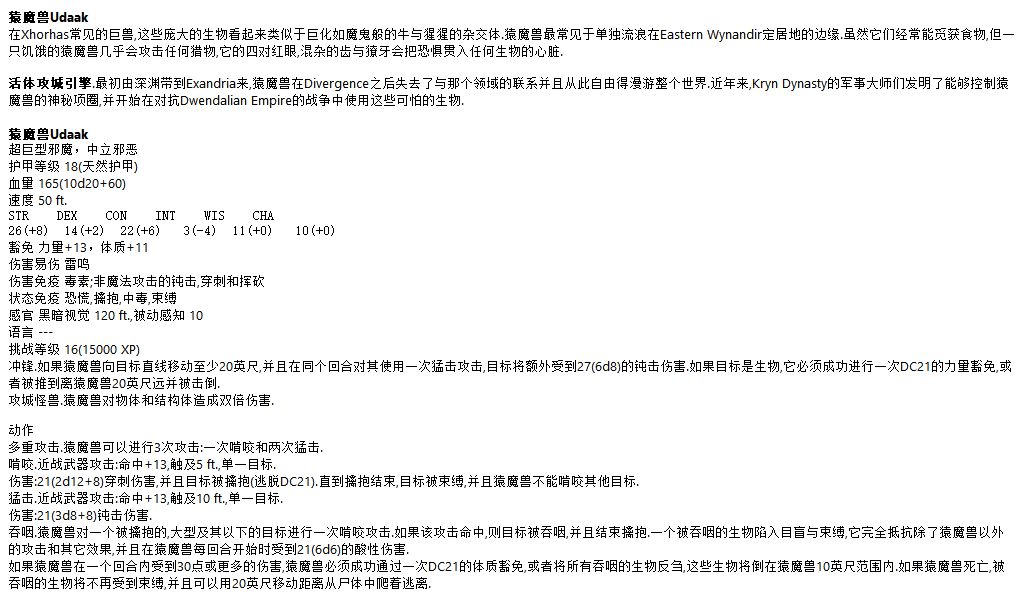 猿魔兽Udaak
在Xhorhas常见的巨兽,这些庞大的生物看起来类似于巨化如魔鬼般的牛与猩猩的杂交体.猿魔兽最常见于单独流浪在Eastern Wynandir定居地的边缘.虽然它们经常能觅获食物,但一
只饥饿的猿魔兽几乎会攻击任何猎物,它的四对红眼,混杂的齿与獠牙会把恐惧贯入任何生物的心脏.
活体攻城引擎.最初由深渊带到Exandria来,猿魔兽在Divergence之后失去了与那个领域的联系并且从此自由得漫游整个世界.近年来,Kryn Dynasty的军事大师们发明了能够控制猿
魔兽的神秘项圈,并开始在对抗Dwendalian Empire的战争中使用这些可怕的生物.
猿魔兽Udaak
超巨型邪魔，中立邪恶
护甲等级 18(天然护甲)
血量 165(10d20+60)
速度 50 ft.
STR DEX CON INT WIS CHA
26(+8) 14(+2) 22(+6) 3(-4) 11(+0) 10(+0)
豁免 力量+13，体质+11
伤害易伤 雷鸣
伤害免疫 毒素;非魔法攻击的钝击,穿刺和挥砍
状态免疫 恐慌,擒抱,中毒,束缚
感官 黑暗视觉 120 ft.,被动感知 10
语言 ---
挑战等级 16(15000 XP)
冲锋.如果猿魔兽向目标直线移动至少20英尺,并且在同个回合对其使用一次猛击攻击,目标将额外受到27(6d8)的钝击伤害.如果目标是生物,它必须成功进行一次DC21的力量豁免,或
者被推到离猿魔兽20英尺远并被击倒.
攻城怪兽.猿魔兽对物体和结构体造成双倍伤害.
动作
多重攻击.猿魔兽可以进行3次攻击:一次啃咬和两次猛击.
啃咬.近战武器攻击:命中+13,触及5 ft.,单一目标.
伤害:21(2d12+8)穿刺伤害,并且目标被擒抱(逃脱DC21).直到擒抱结束,目标被束缚,并且猿魔兽不能啃咬其他目标.
猛击.近战武器攻击:命中+13,触及10 ft.,单一目标.
伤害:21(3d8+8)钝击伤害.
吞咽.猿魔兽对一个被擒抱的,大型及其以下的目标进行一次啃咬攻击.如果该攻击命中,则目标被吞咽,并且结束擒抱.一个被吞咽的生物陷入目盲与束缚,它完全抵抗除了猿魔兽以外
的攻击和其它效果,并且在猿魔兽每回合开始时受到21(6d6)的酸性伤害.
如果猿魔兽在一个回合内受到30点或更多的伤害,猿魔兽必须成功通过一次DC21的体质豁免,或者将所有吞咽的生物反刍,这些生物将倒在猿魔兽10英尺范围内.如果猿魔兽死亡,被
吞咽的生物将不再受到束缚,并且可以用20英尺移动距离从尸体中爬着逃离.